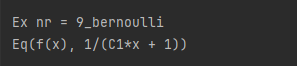 Ex nr = 9_bernoulli
Eq(f(x), 1/(C1*x + 1))